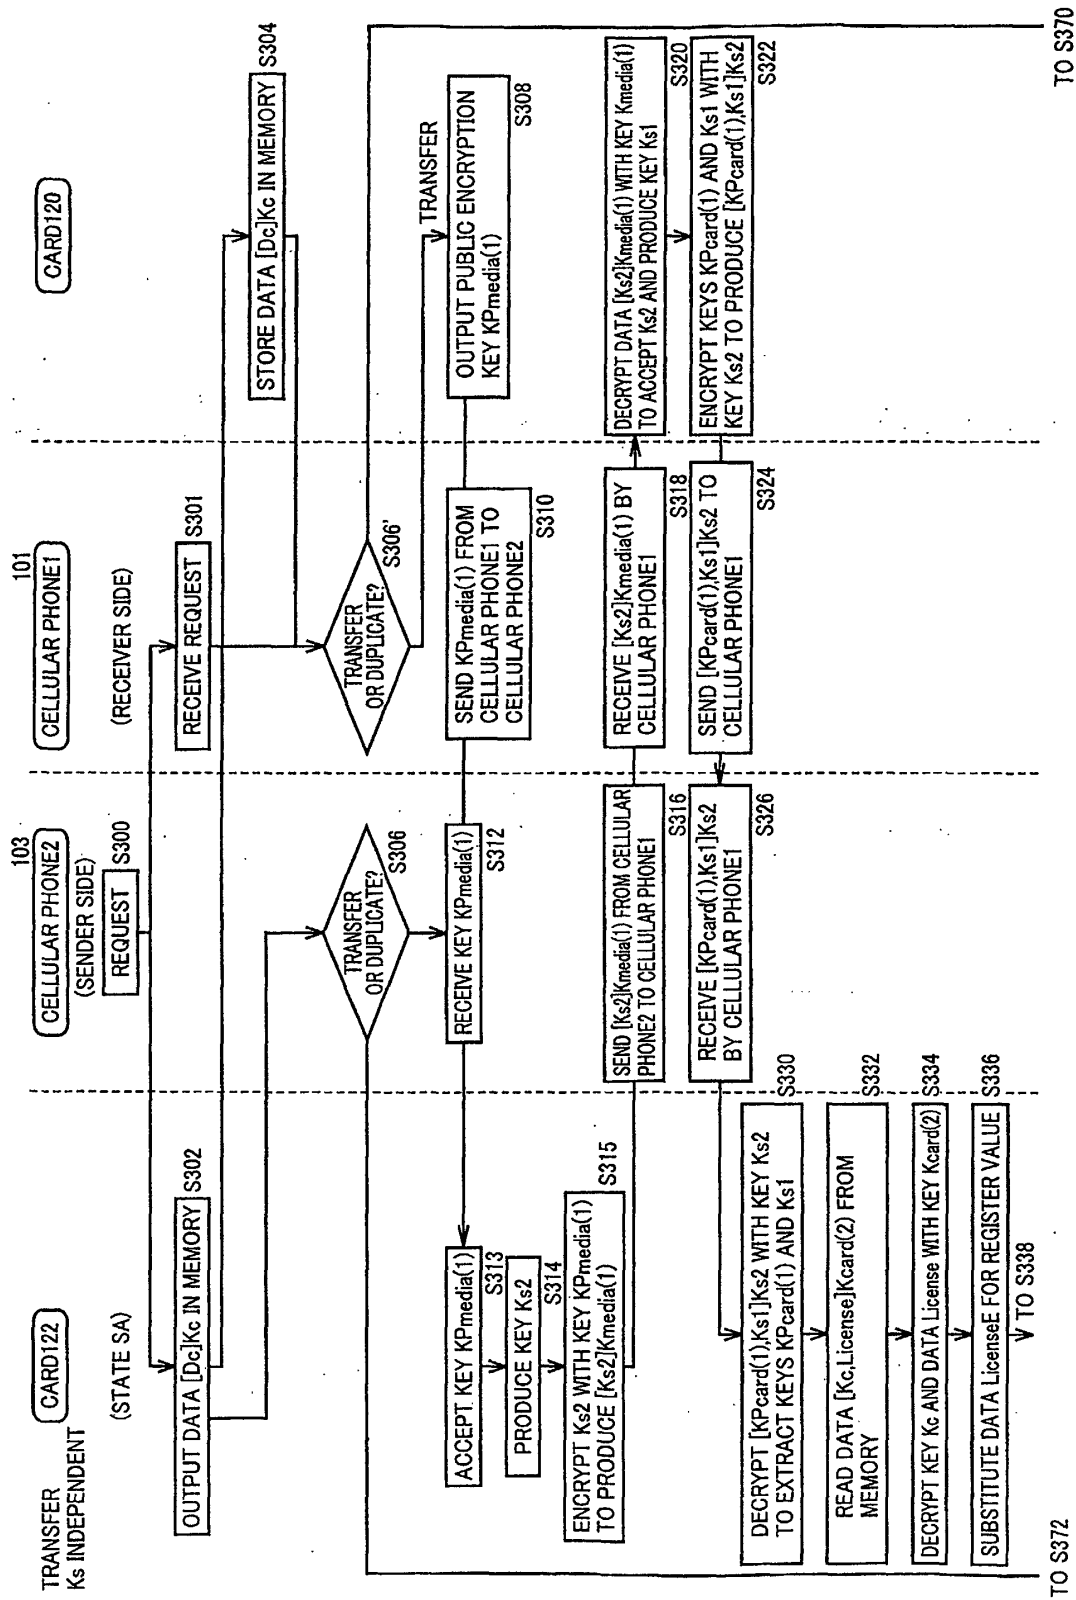 TRANSFER
Ks INDEPENDENT
CARD122
(STATE SA)
103
CELLULAR PHONE2
(SENDER SIDE)
REQUEST
S300
101
CELLULAR PHONE1
(RECEIVER SIDE)
CARD120
RECEIVE REQUEST
S301
OUTPUT DATA [Dc]Kc IN MEMORY
S302
STORE DATA [Dc]Kc IN MEMORY
S304
TRANSFER
OR DUPLICATE?
S306
TRANSFER
OR DUPLICATE?
S306'
TRANSFER
OUTPUT PUBLIC ENCRYPTION
KEY KPmedia(1)
S308
SEND KPmedia(1) FROM
CELLULAR PHONE1 TO
CELLULAR PHONE2
S310
RECEIVE KEY KPmedia(1)
S312
ACCEPT KEY KPmedia(1)
S313
PRODUCE KEY Ks2
S314
ENCRYPT Ks2 WITH KEY KPmedia(1)
TO PRODUCE [Ks2]Kmedia(1)
S315
SEND [Ks2]Kmedia(1) FROM CELLULAR
PHONE2 TO CELLULAR PHONE1
S316
RECEIVE [Ks2]Kmedia(1) BY
CELLULAR PHONE1
S318
DECRYPT DATA [Ks2]Kmedia(1) WITH KEY Kmedia(1)
TO ACCEPT Ks2 AND PRODUCE KEY Ks1
S320
ENCRYPT KEYS KPcard(1) AND Ks1 WITH
KEY Ks2 TO PRODUCE [KPcard(1),Ks1]Ks2
S322
SEND [KPcard(1),Ks1]Ks2 TO
CELLULAR PHONE1
S324
RECEIVE [KPcard(1),Ks1]Ks2
BY CELLULAR PHONE1
S326
DECRYPT [KPcard(1),Ks1]Ks2 WITH KEY Ks2
TO EXTRACT KEYS KPcard(1) AND Ks1
S330
READ DATA [Kc,License]Kcard(2) FROM
MEMORY
S332
DECRYPT KEY Kc AND DATA License WITH KEY Kcard(2)
S334
SUBSTITUTE DATA LicenseE FOR REGISTER VALUE
S336
TO S338
TO S372
TO S370